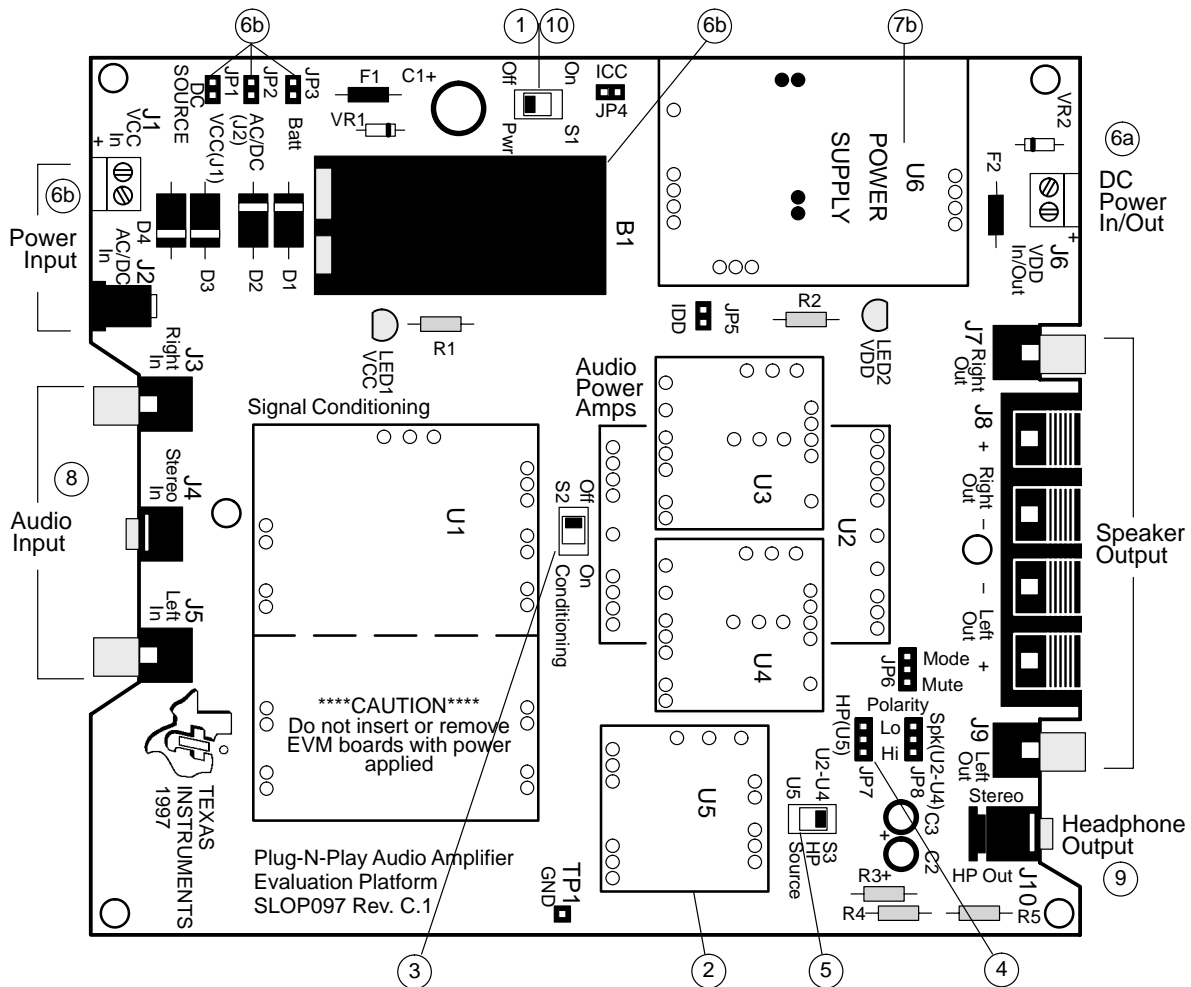 6b
1
10
6b
7b
DC
SOURCE
JP1
VCC(J1)
JP2
AC/DC
(J2)
JP3
Batt
F1
C1+
VR1
Off
On
Pwr
S1
ICC
JP4
U6
POWER
SUPPLY
VR2
F2
6a
DC
Power
In/Out
J6
VDD
In/Out
+
J1
VCC
In
+
6b
Power
Input
D4
AC/DC
In
J2
D3
D2
D1
B1
LED1
VCC
R1
IDD
JP5
R2
LED2
VDD
J3
Right
In
J7
Right
Out
Signal Conditioning
Audio
Power
Amps
8
Audio
Input
J4
Stereo
In
J5
Left
In
U1
Off
S2
On
Conditioning
U3
U2
U4
J8
+
Right
Out
–
–
Left
Out
+
Speaker
Output
JP6
Mode
Mute
Polarity
HP(U5)
Lo
Hi
JP7
Spk(U2-U4)
JP8
J9
Left
Out
****CAUTION****
Do not insert or remove
EVM boards with power
applied
TEXAS
INSTRUMENTS
1997
Plug-N-Play Audio Amplifier
Evaluation Platform
SLOP097 Rev. C.1
TP1
GND
U5
U5
U2-U4
S3
HP
Source
C3
+
C2
R3+
R4
R5
Stereo
HP Out
J10
Headphone
Output
9
3
2
5
4